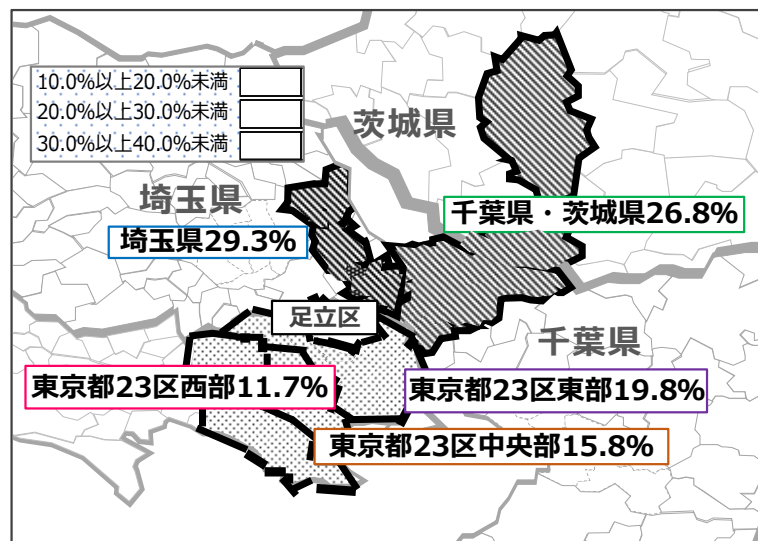 10.0%以上20.0%未満
20.0%以上30.0%未満
30.0%以上40.0%未満
茨城県
埼玉県
千葉県・茨城県26.8%
埼玉県29.3%
足立区
千葉県
東京都23区西部11.7%
東京都23区東部19.8%
東京都23区中央部15.8%